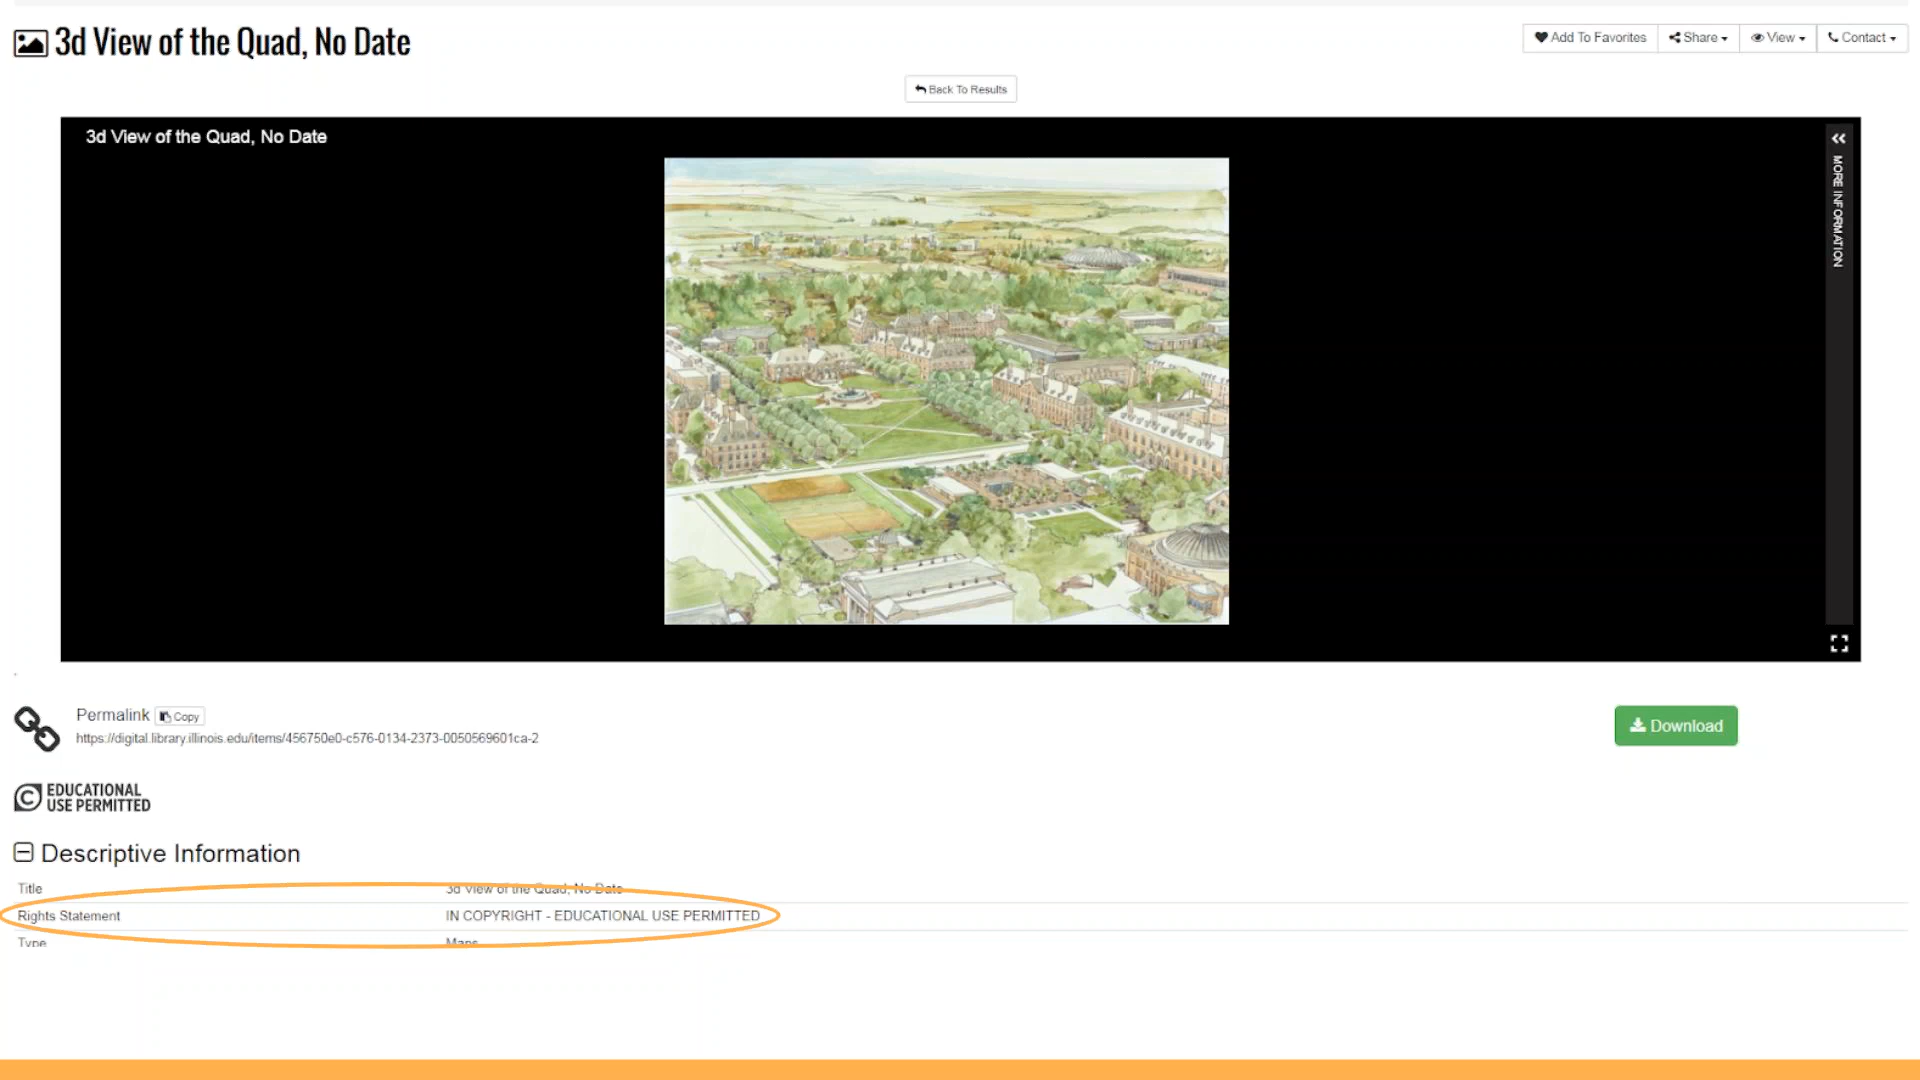 3d View of the Quad, No Date
Add To Favorites Share View Contact
Back To Results
3d View of the Quad, No Date
MORE INFORMATION
Permalink Copy
https://digital.library.illinois.edu/items/456750e0-c576-0134-2373-0050569601ca-2
Download
EDUCATIONAL
USE PERMITTED
Descriptive Information
Title 3d View of the Quad, No Date
Rights Statement IN COPYRIGHT - EDUCATIONAL USE PERMITTED
Type Maps